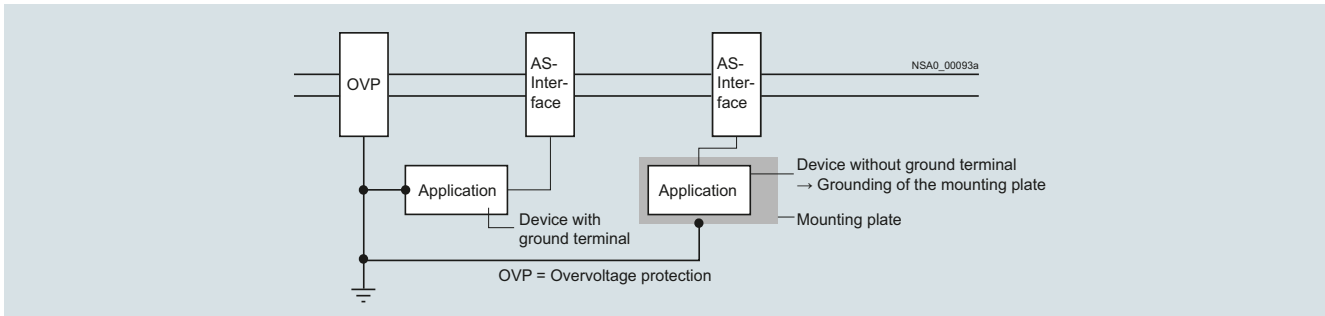 OVP
AS-
Inter-
face
AS-
Inter-
face
NSA0_00093a
Application
Device with
ground terminal
Application
Device without ground terminal
→ Grounding of the mounting plate
Mounting plate
OVP = Overvoltage protection